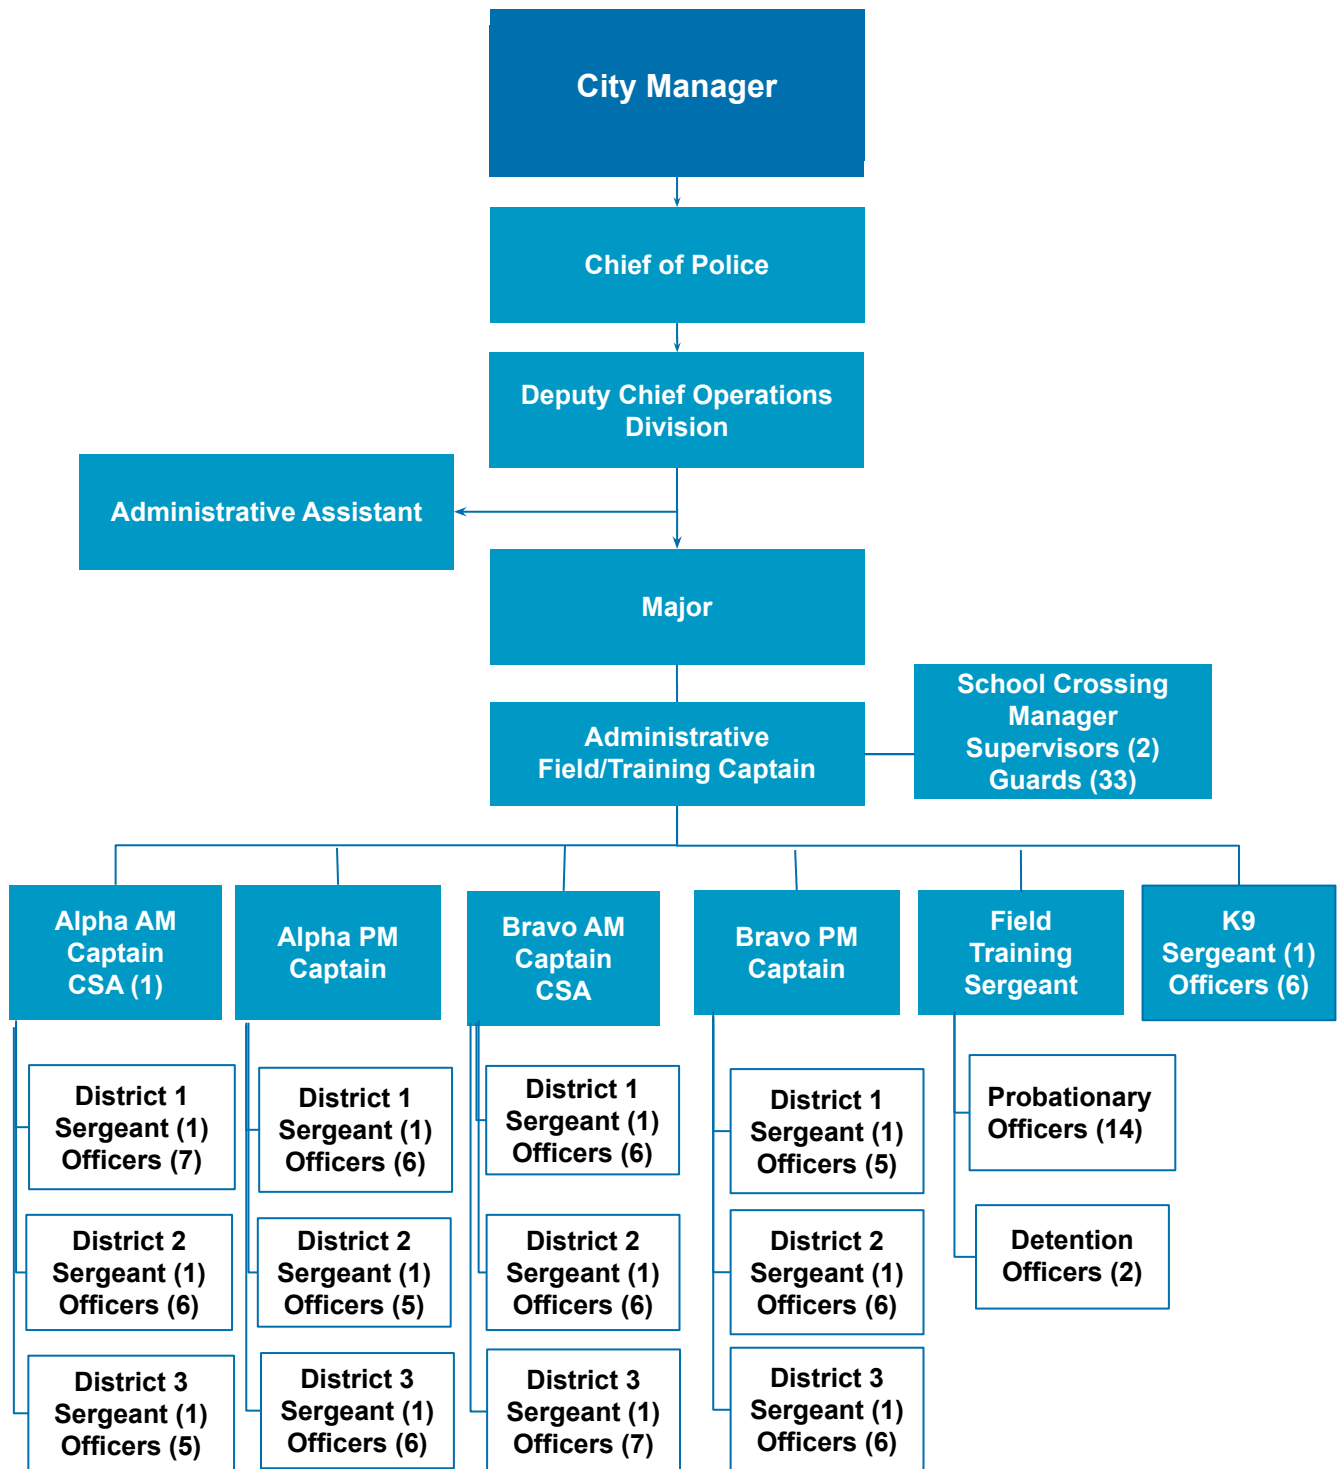 City Manager
Chief of Police
Deputy Chief Operations
Division
Administrative Assistant
Major
Administrative
Field/Training Captain
School Crossing
Manager
Supervisors (2)
Guards (33)
Alpha AM
Captain
CSA (1)
Alpha PM
Captain
Bravo AM
Captain
CSA
Bravo PM
Captain
Field
Training
Sergeant
K9
Sergeant (1)
Officers (6)
District 1
Sergeant (1)
Officers (7)
District 1
Sergeant (1)
Officers (6)
District 1
Sergeant (1)
Officers (6)
District 1
Sergeant (1)
Officers (5)
Probationary
Officers (14)
District 2
Sergeant (1)
Officers (6)
District 2
Sergeant (1)
Officers (5)
District 2
Sergeant (1)
Officers (6)
District 2
Sergeant (1)
Officers (6)
Detention
Officers (2)
District 3
Sergeant (1)
Officers (5)
District 3
Sergeant (1)
Officers (6)
District 3
Sergeant (1)
Officers (7)
District 3
Sergeant (1)
Officers (6)